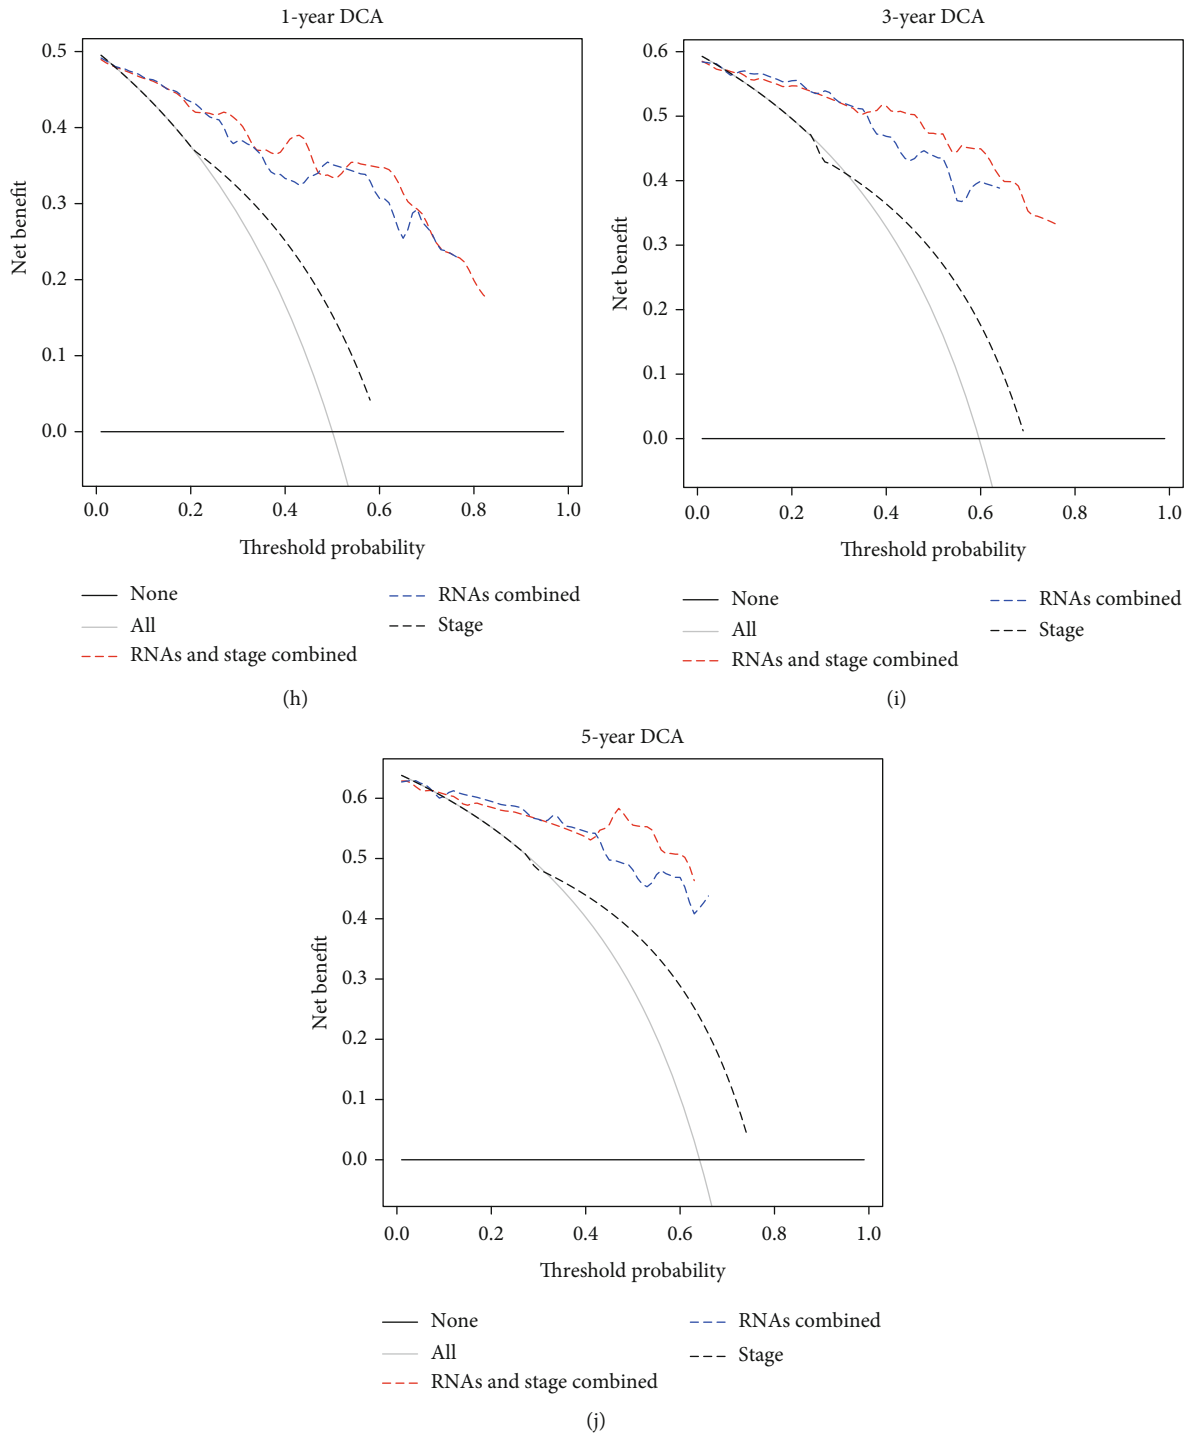 1-year DCA
0.5
0.4
0.3
0.2
0.1
0.0
Net benefit
0.0 0.2 0.4 0.6 0.8 1.0
Threshold probability
None
All
RNAs and stage combined
RNAs combined
Stage
(h)
3-year DCA
0.6
0.5
0.4
0.3
0.2
0.1
0.0
Net benefit
0.0 0.2 0.4 0.6 0.8 1.0
Threshold probability
None
All
RNAs and stage combined
RNAs combined
Stage
(i)
5-year DCA
0.6
0.5
0.4
0.3
0.2
0.1
0.0
Net benefit
0.0 0.2 0.4 0.6 0.8 1.0
Threshold probability
None
All
RNAs and stage combined
RNAs combined
Stage
(j)